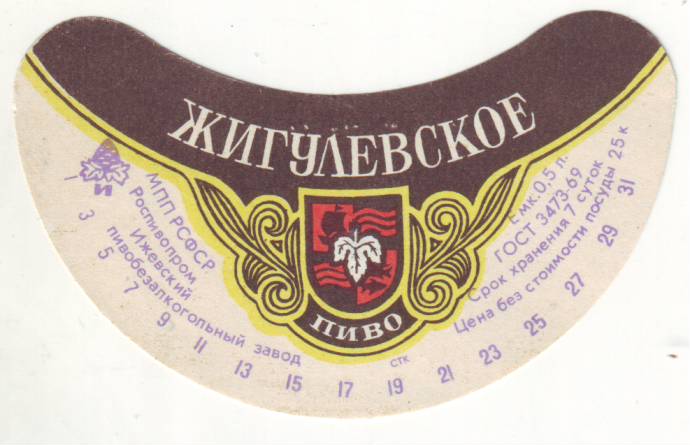 ЖИГУЛЕВСКОЕ
ПИВО
И
МПП РСФСР
Роспивопром
Ижевский
пивобезалкогольный завод
Емк. 0,5 л.
ГОСТ 3473-69
Срок хранения 7 суток
Цена без стоимости посуды 25 к
стк
1 3 5 7 9 11 13 15 17 19 21 23 25 27 29 31